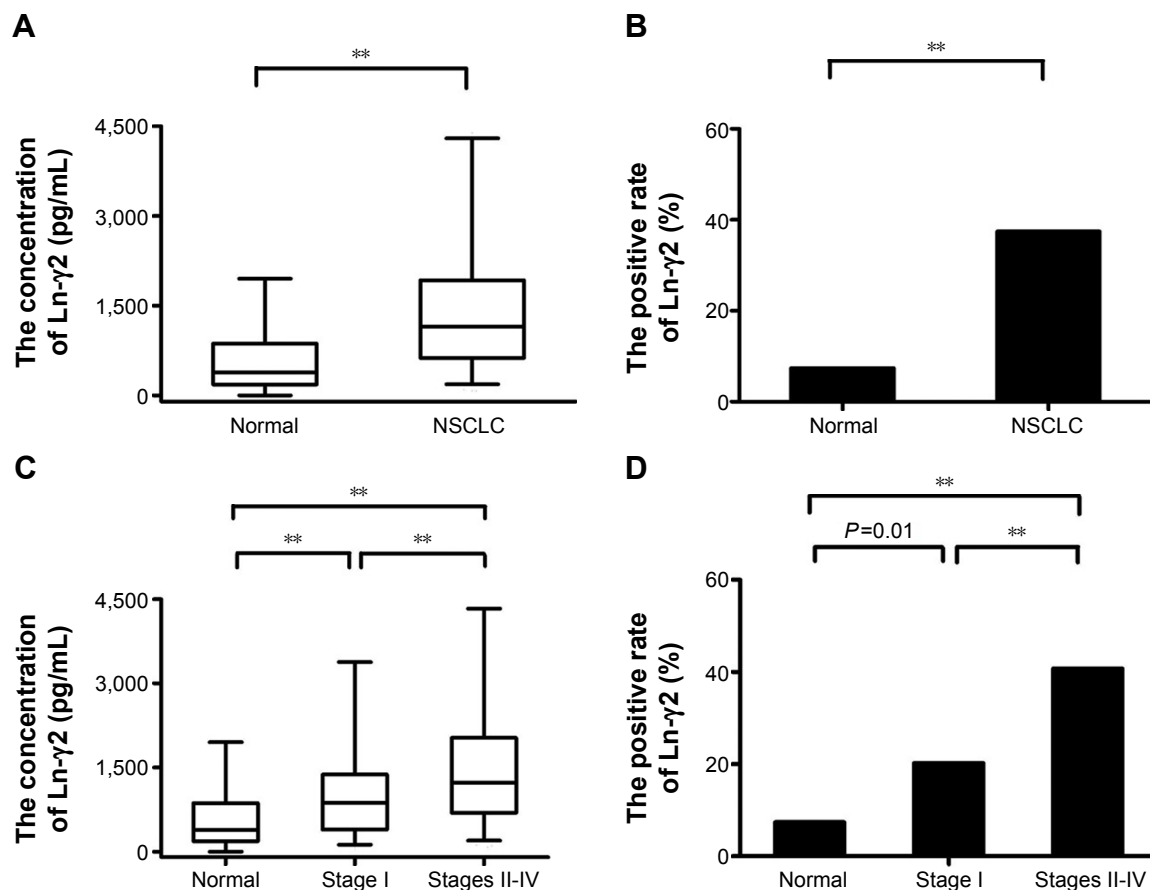 A
**
The concentration
of Ln-γ2 (pg/mL)
4,500
3,000
1,500
0
Normal
NSCLC
B
**
The positive rate
of Ln-γ2 (%)
60
40
20
0
Normal
NSCLC
C
**
**
**
The concentration
of Ln-γ2 (pg/mL)
4,500
3,000
1,500
0
Normal
Stage I
Stages II-IV
D
**
P=0.01
**
The positive rate
of Ln-γ2 (%)
60
40
20
0
Normal
Stage I
Stages II-IV